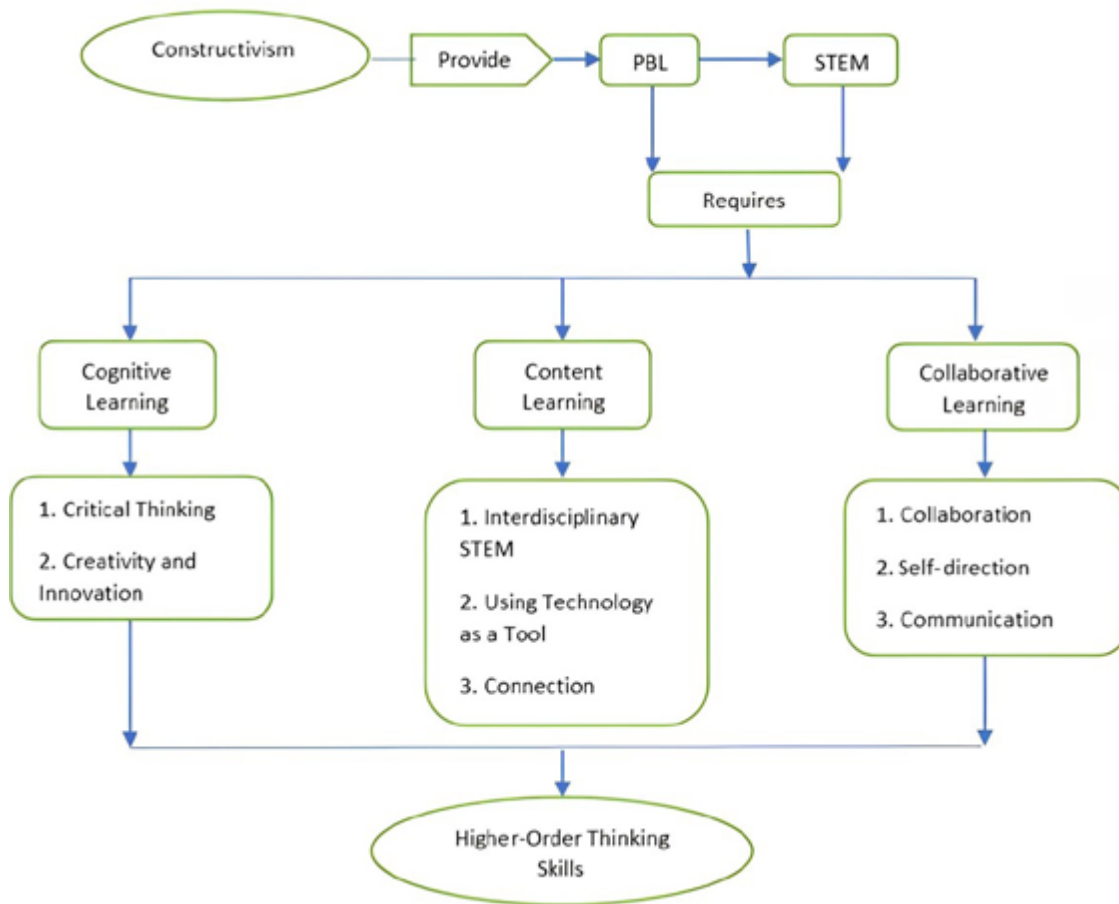 Constructivism
Provide
PBL
STEM
Requires
Cognitive
Learning
Content
Learning
Collaborative
Learning
1. Critical Thinking
2. Creativity and
Innovation
1. Interdisciplinary
STEM
2. Using Technology
as a Tool
3. Connection
1. Collaboration
2. Self-direction
3. Communication
Higher-Order Thinking
Skills